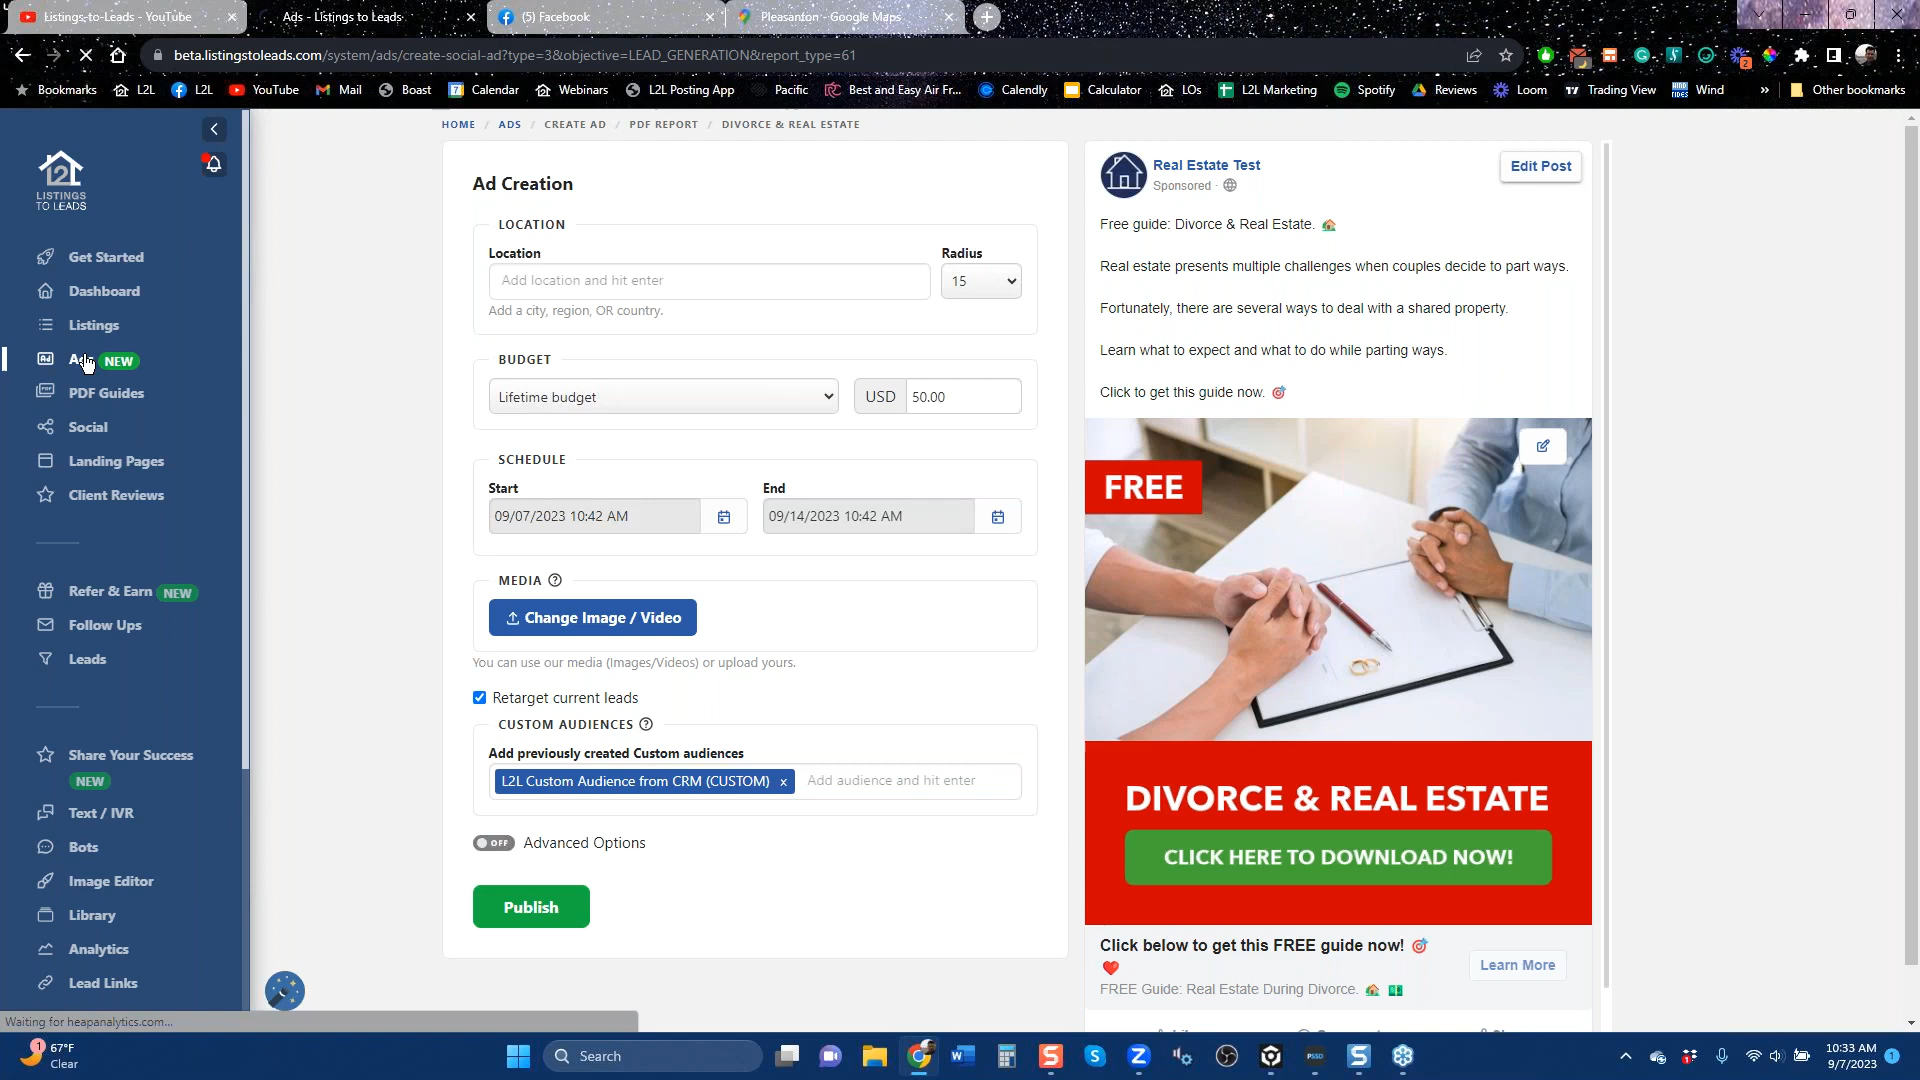 Listings-to-Leads - YouTube
Ads - Listings to Leads
(5) Facebook
Pleasanton - Google Maps
beta.listingstoleads.com/system/ads/create-social-ad?type=3&objective=LEAD_GENERATION&report_type=61
Bookmarks
L2L
L2L
YouTube
Mail
Boast
Calendar
Webinars
L2L Posting App
Pacific
Best and Easy Air Fr...
Calendly
Calculator
LOs
L2L Marketing
Spotify
Reviews
Loom
Trading View
Wind
Other bookmarks
LISTINGS
TO LEADS
Get Started
Dashboard
Listings
NEW
PDF Guides
Social
Landing Pages
Client Reviews
Refer & Earn NEW
Follow Ups
Leads
Share Your Success
NEW
Text / IVR
Bots
Image Editor
Library
Analytics
Lead Links
Waiting for heapanalytics.com...
HOME / ADS / CREATE AD / PDF REPORT / DIVORCE & REAL ESTATE
Ad Creation
LOCATION
Location
Radius
Add location and hit enter
15
Add a city, region, OR country.
BUDGET
Lifetime budget
USD
50.00
SCHEDULE
Start
End
09/07/2023 10:42 AM
09/14/2023 10:42 AM
MEDIA
Change Image / Video
You can use our media (Images/Videos) or upload yours.
Retarget current leads
CUSTOM AUDIENCES
Add previously created Custom audiences
L2L Custom Audience from CRM (CUSTOM) x
Add audience and hit enter
OFF
Advanced Options
Publish
Real Estate Test
Sponsored ·
Edit Post
Free guide: Divorce & Real Estate.
Real estate presents multiple challenges when couples decide to part ways.
Fortunately, there are several ways to deal with a shared property.
Learn what to expect and what to do while parting ways.
Click to get this guide now.
FREE
DIVORCE & REAL ESTATE
CLICK HERE TO DOWNLOAD NOW!
Click below to get this FREE guide now!
FREE Guide: Real Estate During Divorce.
Learn More
67°F
Clear
Search
10:33 AM
9/7/2023